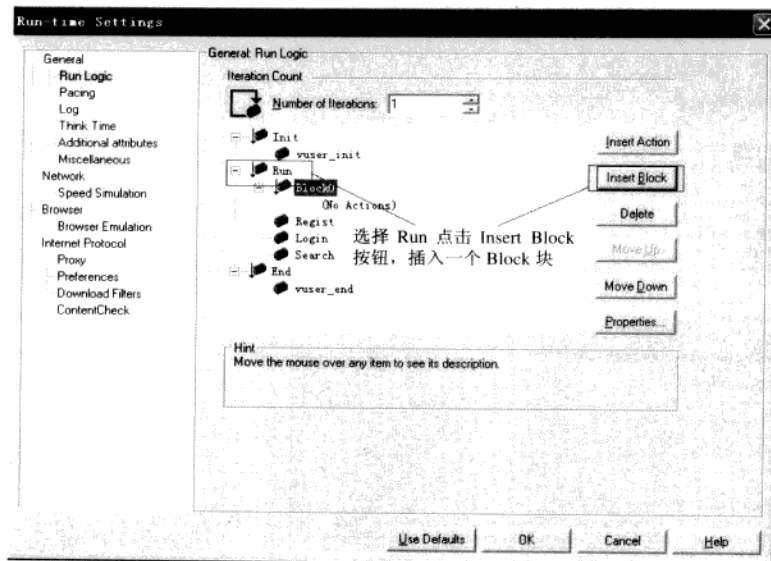 Run-time Settings
General
Run Logic
Pacing
Log
Think Time
Additional attributes
Miscellaneous
Network
Speed Simulation
Browser
Browser Emulation
Internet Protocol
Proxy
Preferences
Download Filters
ContentCheck
General: Run Logic
Iteration Count
Number of Iterations: 1
Init
vuser_init
Run
Block0
(No Actions)
Regist
Login
Search
End
vuser_end
选择 Run 点击 Insert Block
按钮，插入一个 Block 块
Insert Action
Insert Block
Delete
Move Up
Move Down
Properties...
Hint
Move the mouse over any item to see its description.
Use Defaults
OK
Cancel
Help